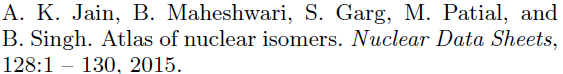 A. K. Jain, B. Maheshwari, S. Garg, M. Patial, and
B. Singh. Atlas of nuclear isomers. Nuclear Data Sheets,
128:1 – 130, 2015.